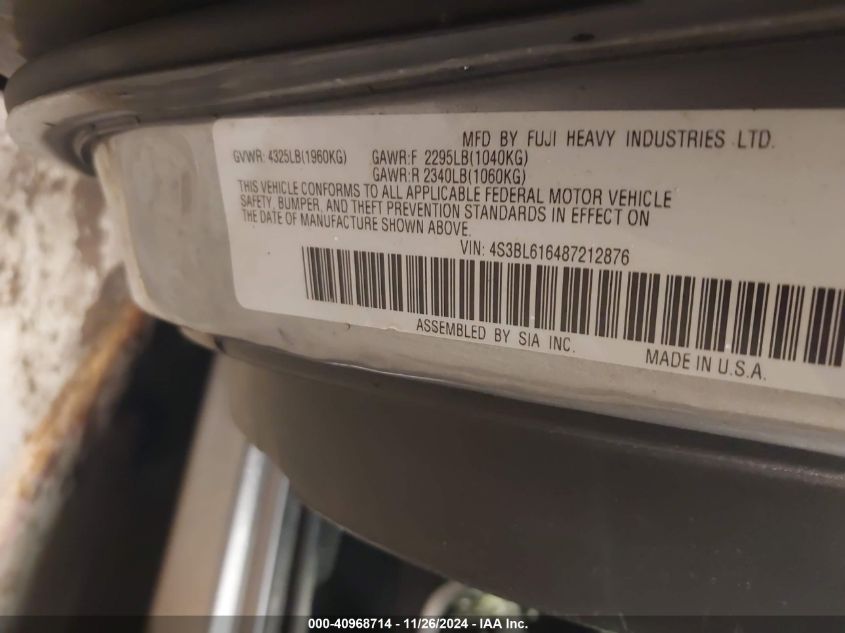 MFD BY FUJI HEAVY INDUSTRIES LTD.
GVWR: 4325LB(1960KG) GAWR:F 2295LB(1040KG)
GAWR:R 2340LB(1060KG)
THIS VEHICLE CONFORMS TO ALL APPLICABLE FEDERAL MOTOR VEHICLE
SAFETY, BUMPER, AND THEFT PREVENTION STANDARDS IN EFFECT ON
THE DATE OF MANUFACTURE SHOWN ABOVE.
VIN: 4S3BL616487212876
ASSEMBLED BY SIA INC.
MADE IN U.S.A.
000-40968714 - 11/26/2024 - IAA Inc.